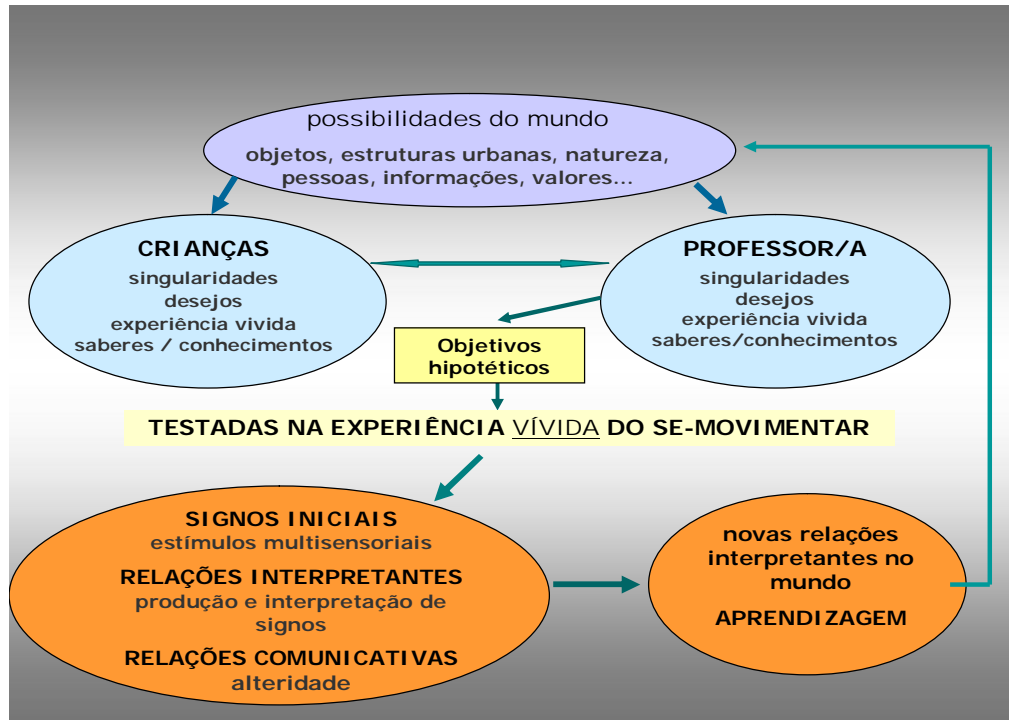 possibilidades do mundo
objetos, estruturas urbanas, natureza,
pessoas, informações, valores...
CRIANÇAS
singularidades
desejos
experiência vivida
saberes / conhecimentos
PROFESSOR/A
singularidades
desejos
experiência vivida
saberes/conhecimentos
Objetivos
hipotéticos
TESTADAS NA EXPERIÊNCIA VÍVIDA DO SE-MOVIMENTAR
SIGNOS INICIAIS
estímulos multisensoriais
RELAÇÕES INTERPRETANTES
produção e interpretação de
signos
RELAÇÕES COMUNICATIVAS
alteridade
novas relações
interpretantes no
mundo
APRENDIZAGEM